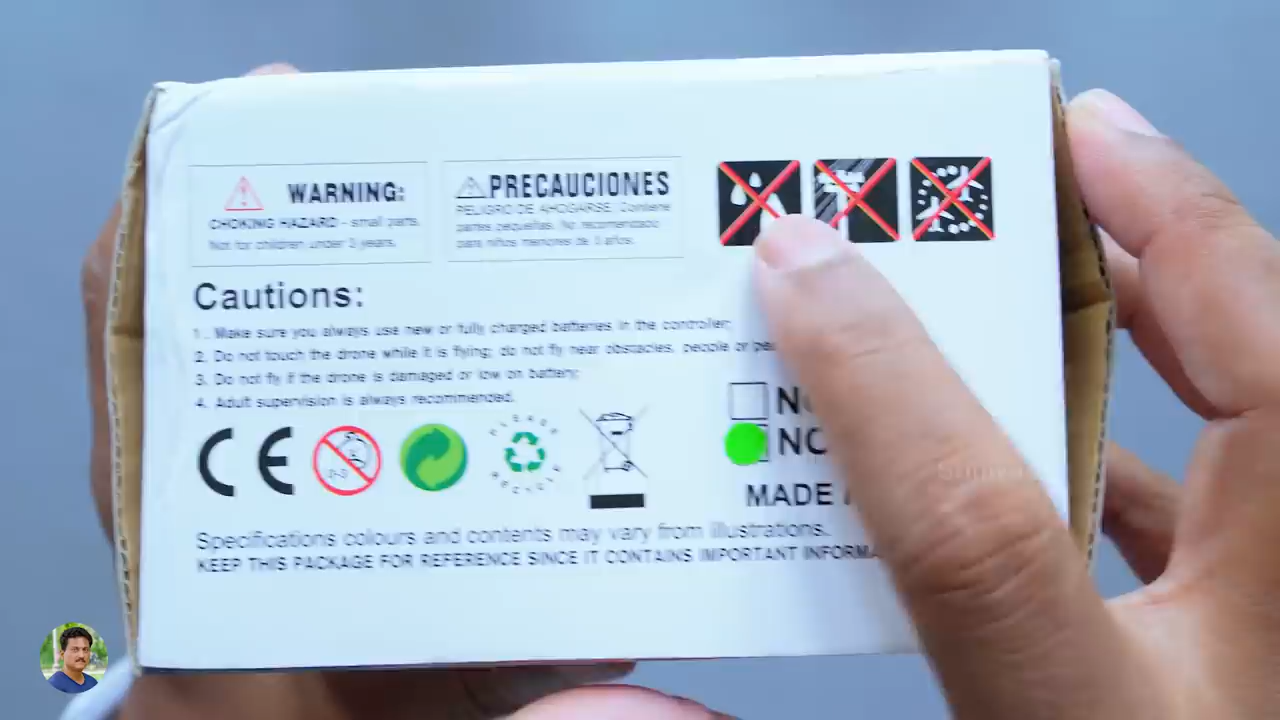 WARNING:
CHOKING HAZARD - small parts.
Not for children under 3 years.
PRECAUCIONES
PELIGRO DE AHOGARSE. Contiene
partes pequeñas. No recomendado
para niños menores de 3 años.
Cautions:
1. Make sure you always use new or fully charged batteries in the controller;
2. Do not touch the drone while it is flying; do not fly near obstacles, people or
3. Do not fly if the drone is damaged or low on battery;
4. Adult supervision is always recommended.
CE
0-3
PLEASE
RECYCLE
MADE
Specifications colours and contents may vary from illustrations.
KEEP THIS PACKAGE FOR REFERENCE SINCE IT CONTAINS IMPORTANT